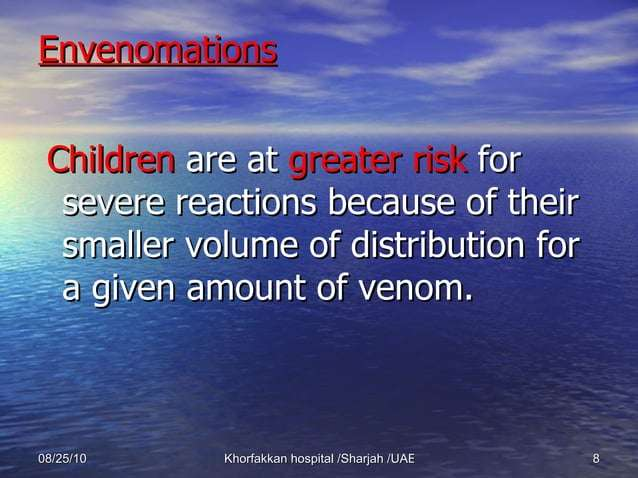 Envenomations
Children are at greater risk for
severe reactions because of their
smaller volume of distribution for
a given amount of venom.
08/25/10 Khorfakkan hospital /Sharjah /UAE 8